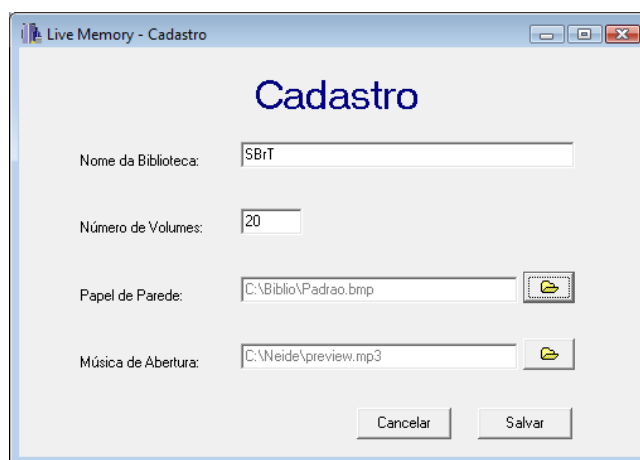 Live Memory - Cadastro
Cadastro
Nome da Biblioteca: SBrT
Número de Volumes: 20
Papel de Parede: C:\Biblio\Padrao.bmp
Música de Abertura: C:\Neide\preview.mp3
Cancelar Salvar